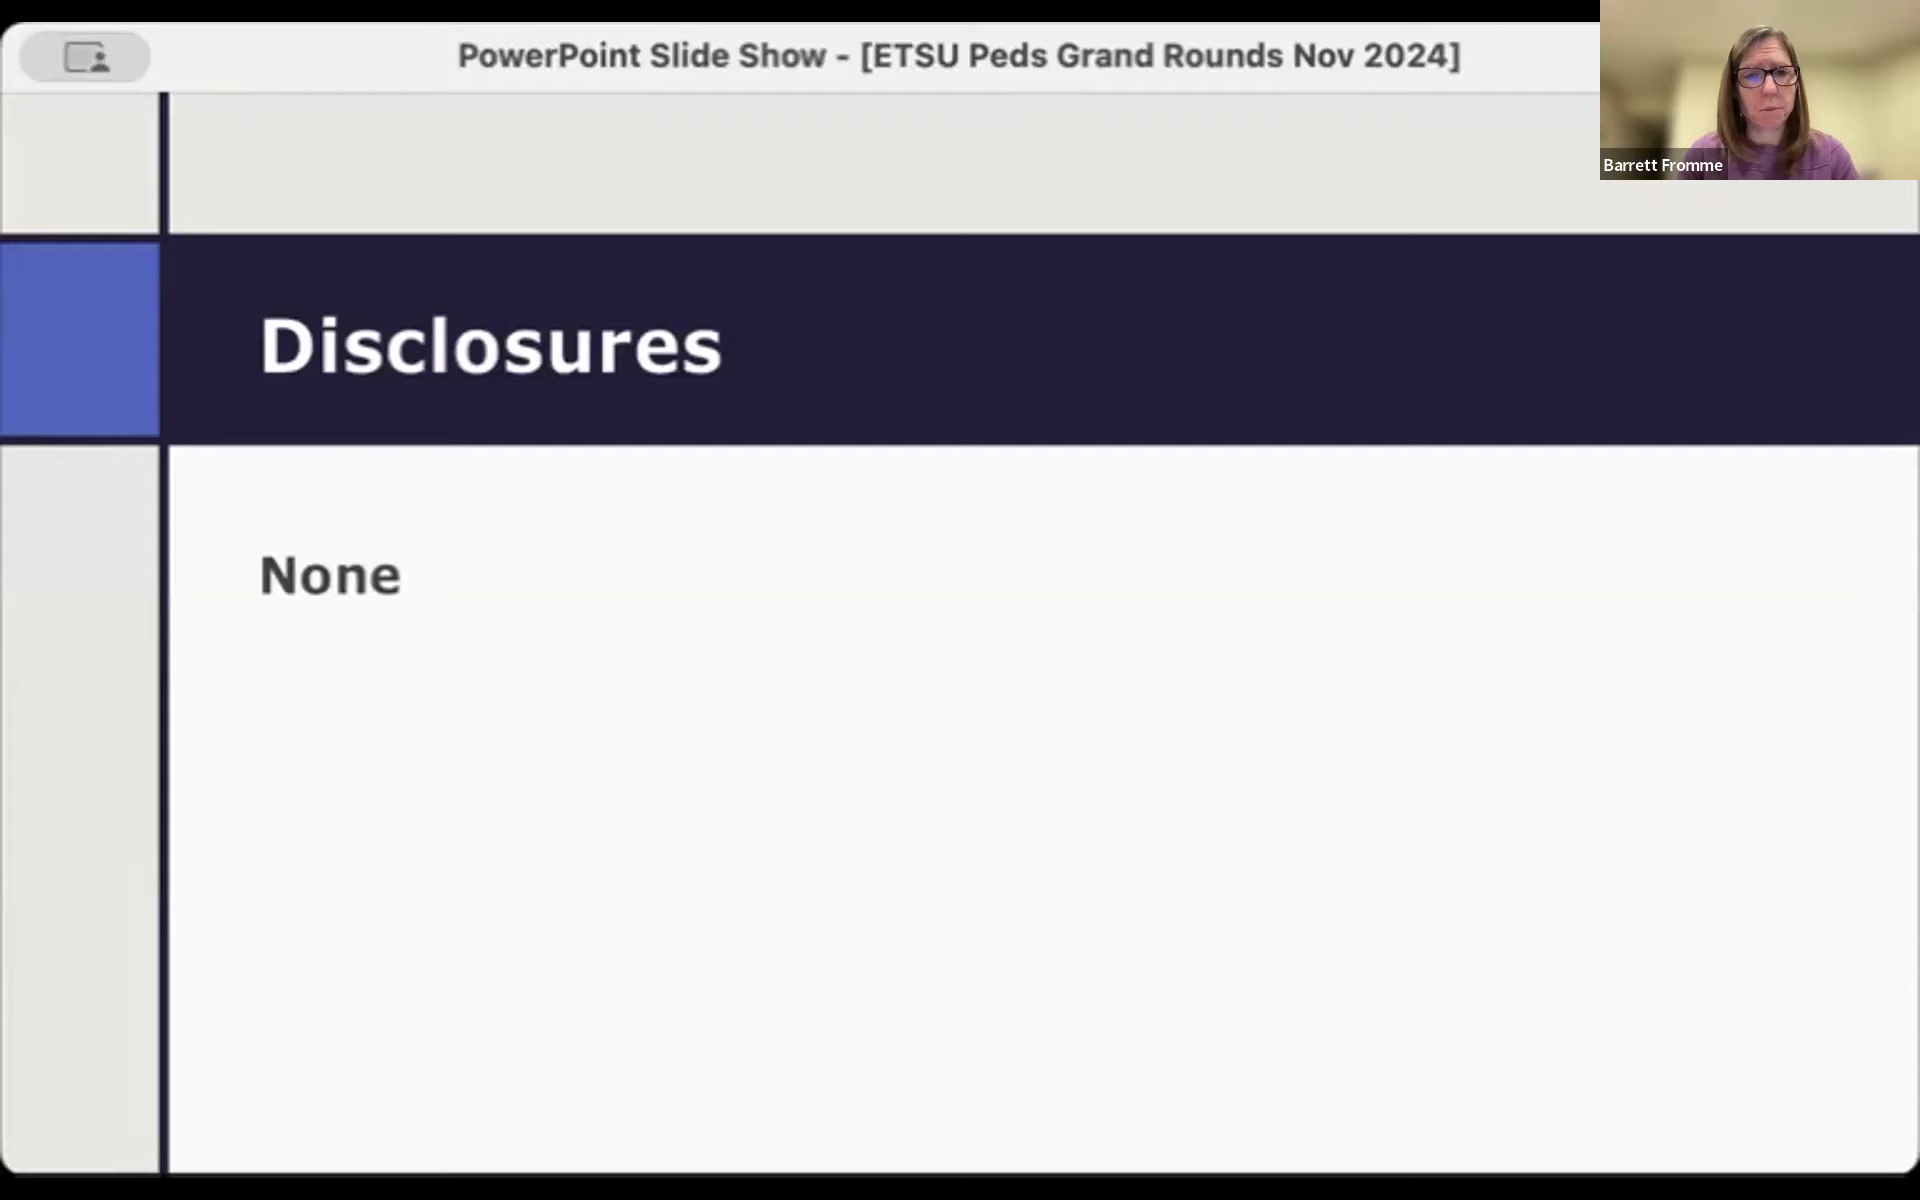 PowerPoint Slide Show - [ETSU Peds Grand Rounds Nov 2024]
Barrett Fromme
Disclosures
None